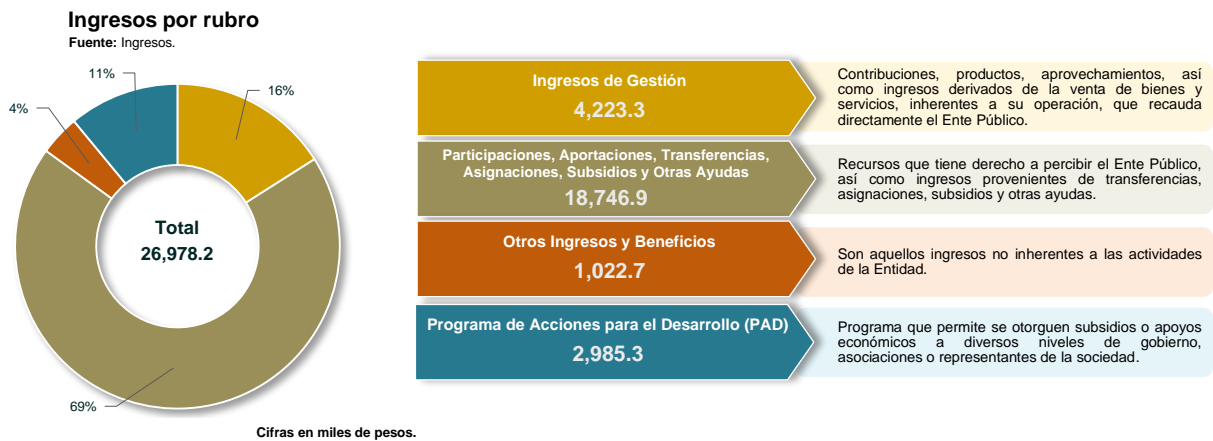 Ingresos por rubro
Fuente: Ingresos.
11%
16%
4%
69%
Total
26,978.2
Ingresos de Gestión
4,223.3
Contribuciones, productos, aprovechamientos, así
como ingresos derivados de la venta de bienes y
servicios, inherentes a su operación, que recauda
directamente el Ente Público.
Participaciones, Aportaciones, Transferencias,
Asignaciones, Subsidios y Otras Ayudas
18,746.9
Recursos que tiene derecho a percibir el Ente Público,
así como ingresos provenientes de transferencias,
asignaciones, subsidios y otras ayudas.
Otros Ingresos y Beneficios
1,022.7
Son aquellos ingresos no inherentes a las actividades
de la Entidad.
Programa de Acciones para el Desarrollo (PAD)
2,985.3
Programa que permite se otorguen subsidios o apoyos
económicos a diversos niveles de gobierno,
asociaciones o representantes de la sociedad.
Cifras en miles de pesos.